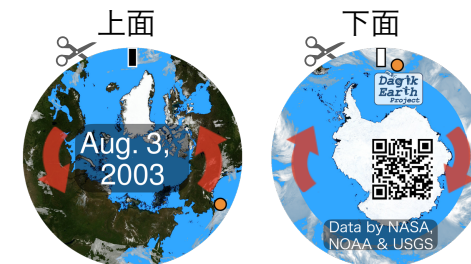 上面
下面
Aug. 3,
2003
Dagik
Earth
Project
Data by NASA,
NOAA & USGS